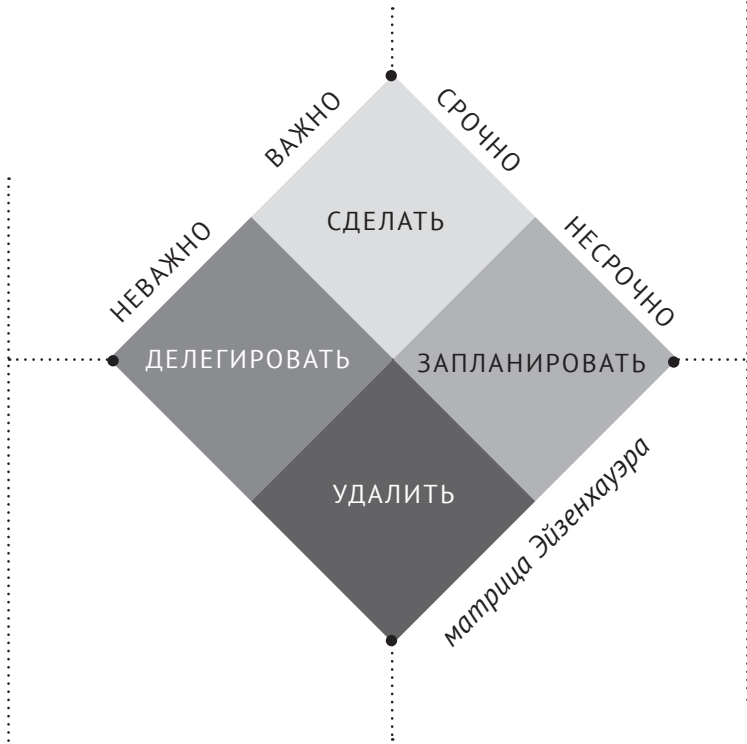 ВАЖНО
СРОЧНО
СДЕЛАТЬ
НЕВАЖНО
НЕСРОЧНО
ДЕЛЕГИРОВАТЬ
ЗАПЛАНИРОВАТЬ
УДАЛИТЬ
матрица Эйзенхауэра